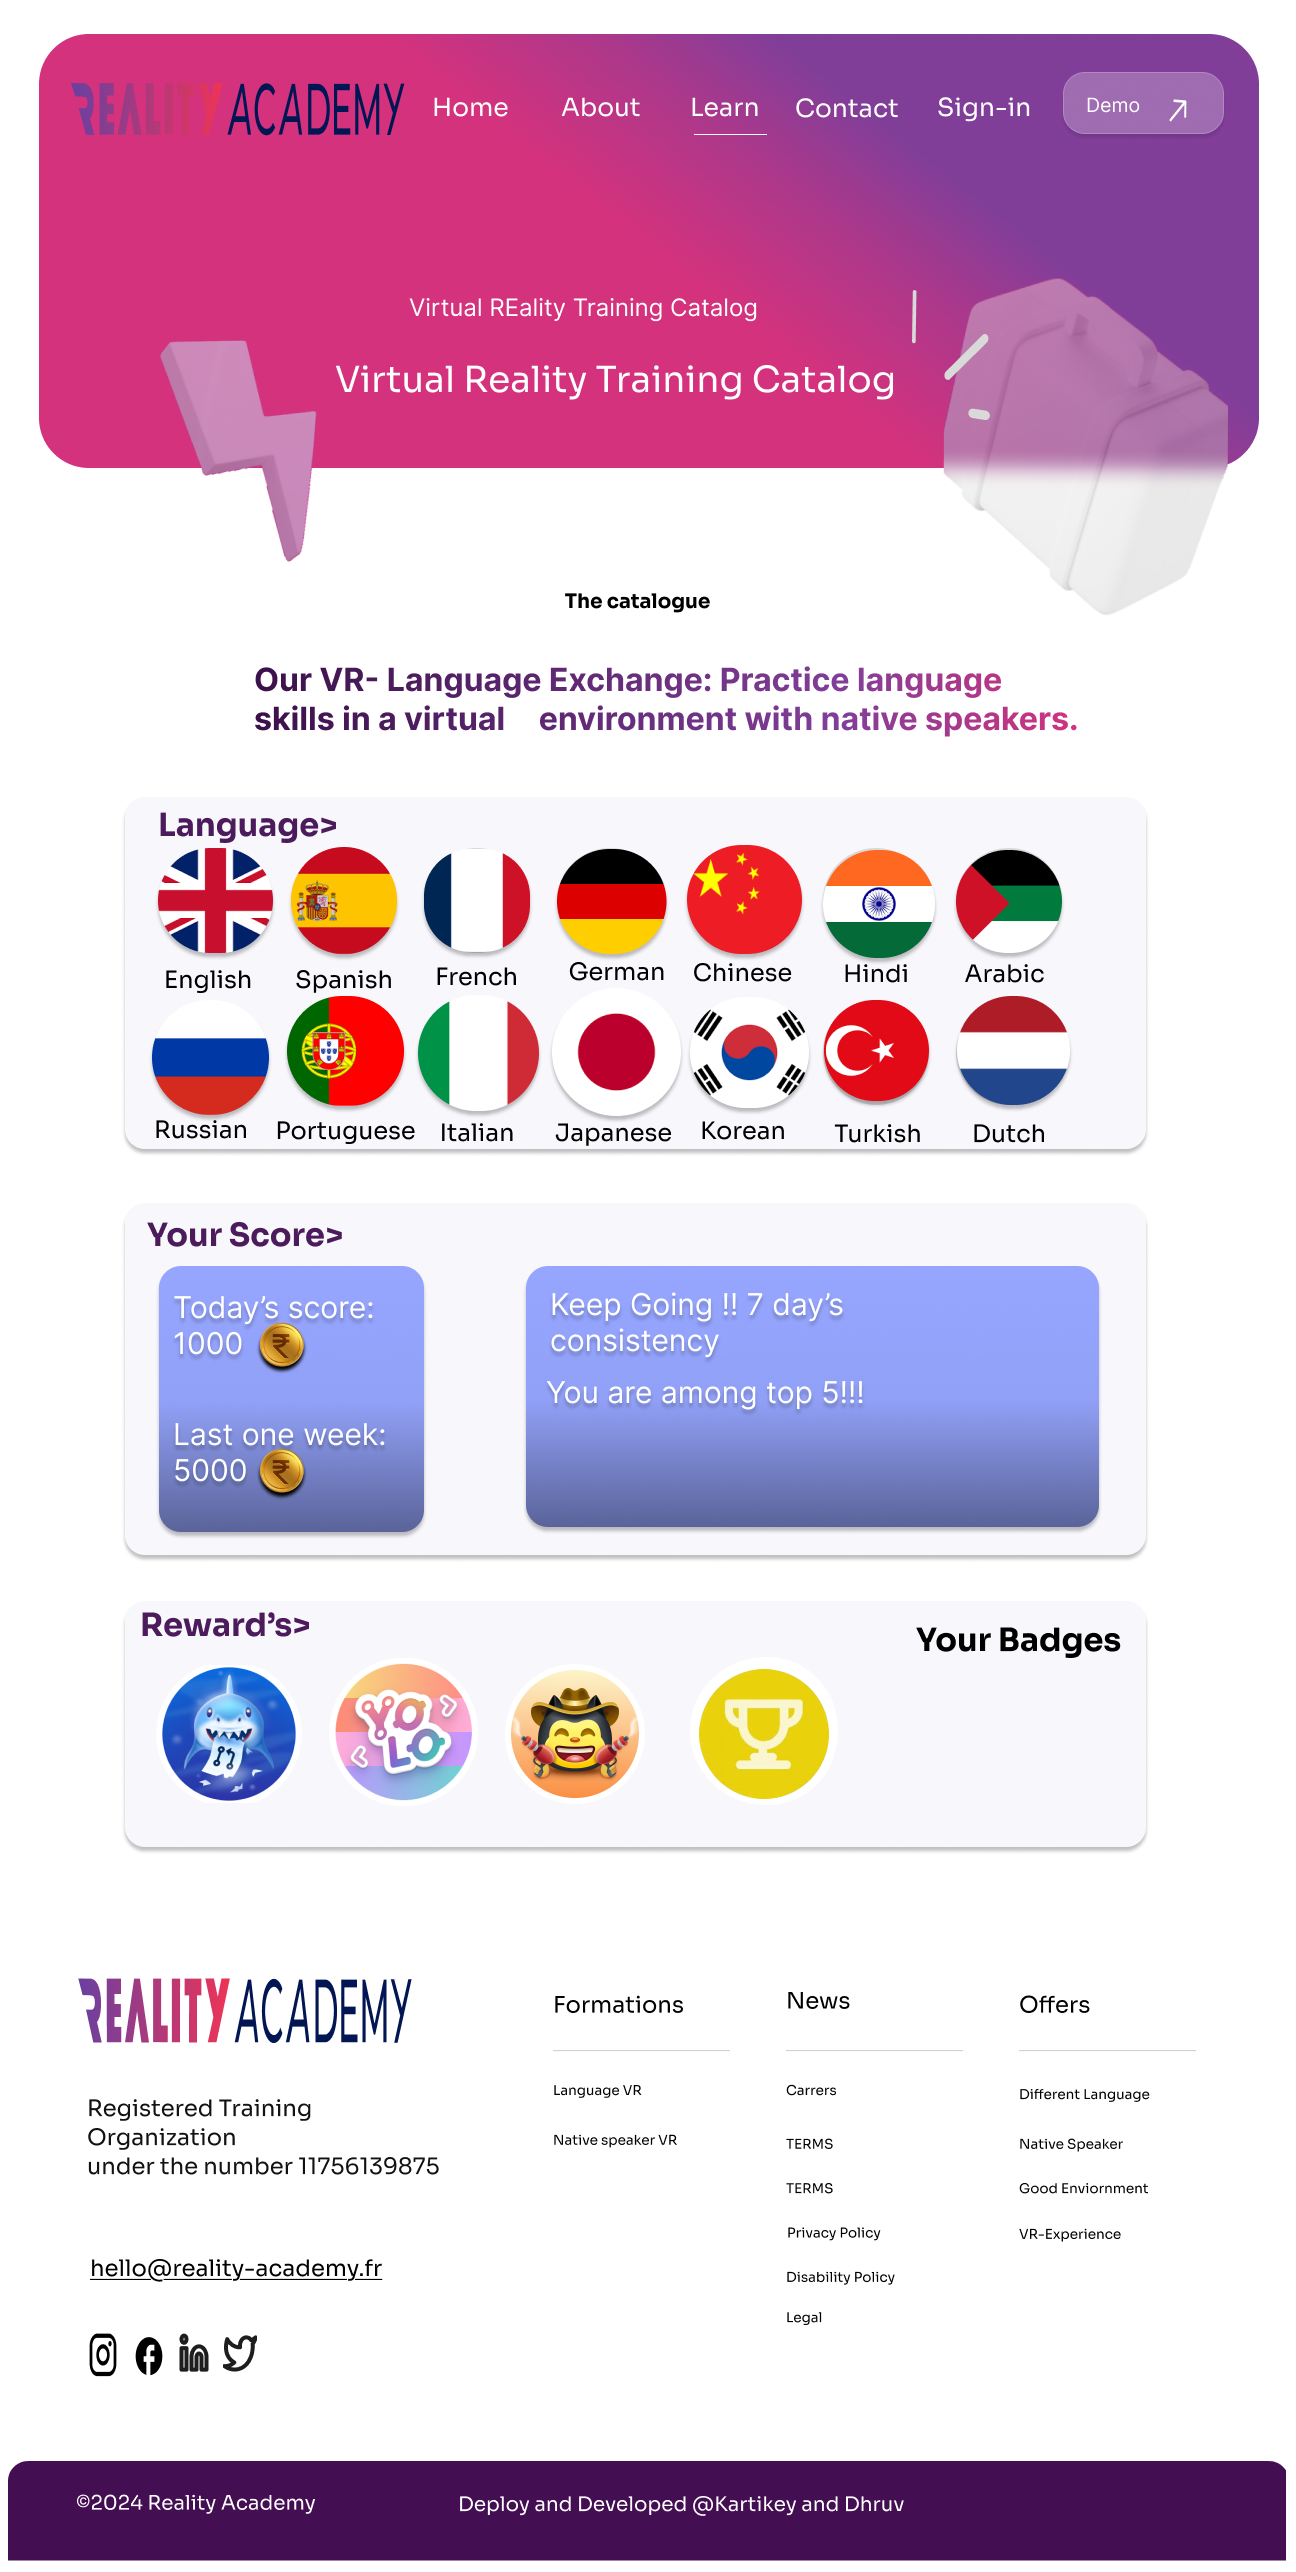 REALITY ACADEMY
Home About Learn Contact Sign-in Demo
Virtual REality Training Catalog
Virtual Reality Training Catalog
The catalogue
Our VR- Language Exchange: Practice language
skills in a virtual environment with native speakers.
Language>
English Spanish French German Chinese Hindi Arabic
Russian Portuguese Italian Japanese Korean Turkish Dutch
Your Score>
Today’s score:
1000 ₹
Last one week:
5000 ₹
Keep Going !! 7 day’s
consistency
You are among top 5!!!
Reward’s>
Your Badges
YO
LO
REALITY ACADEMY
Registered Training
Organization
under the number 11756139875
hello@reality-academy.fr
Formations
Language VR
Native speaker VR
News
Carrers
TERMS
TERMS
Privacy Policy
Disability Policy
Legal
Offers
Different Language
Native Speaker
Good Enviornment
VR-Experience
©2024 Reality Academy
Deploy and Developed @Kartikey and Dhruv